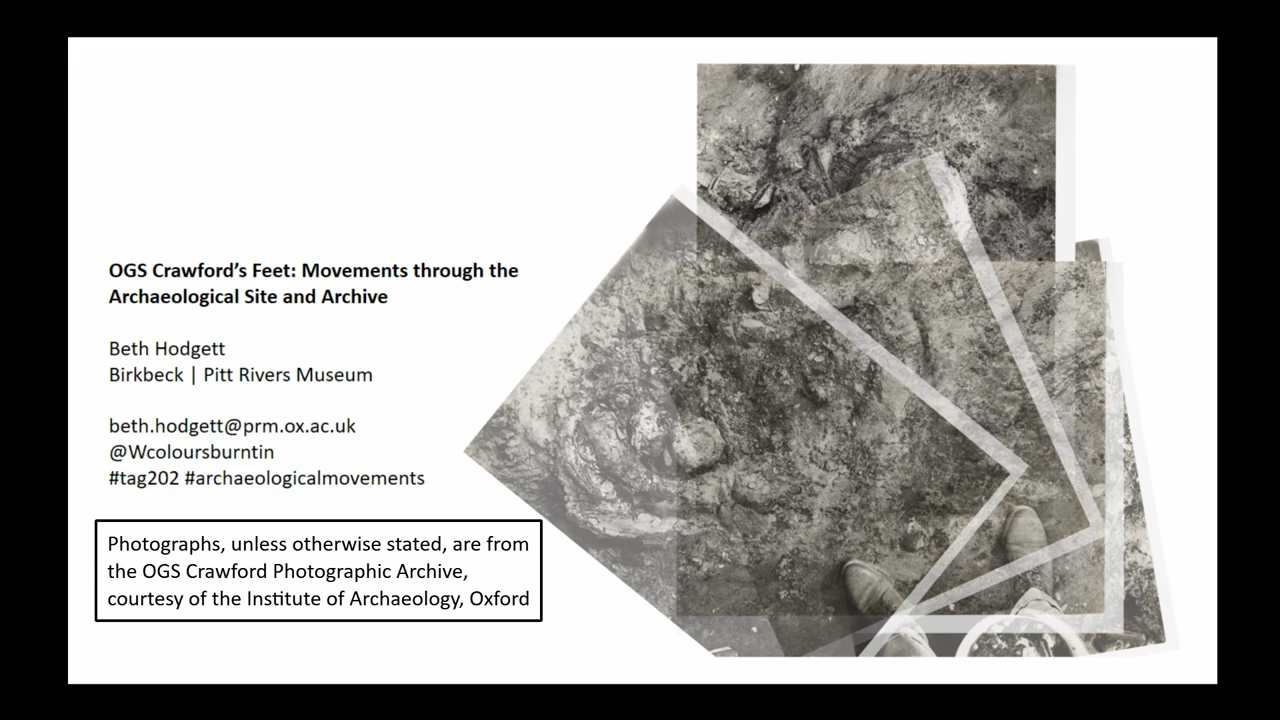 OGS Crawford's Feet: Movements through the
Archaeological Site and Archive
Beth Hodgett
Birkbeck | Pitt Rivers Museum
beth.hodgett@prm.ox.ac.uk
@Wcoloursburntin
#tag202 #archaeologicalmovements
Photographs, unless otherwise stated, are from
the OGS Crawford Photographic Archive,
courtesy of the Institute of Archaeology, Oxford